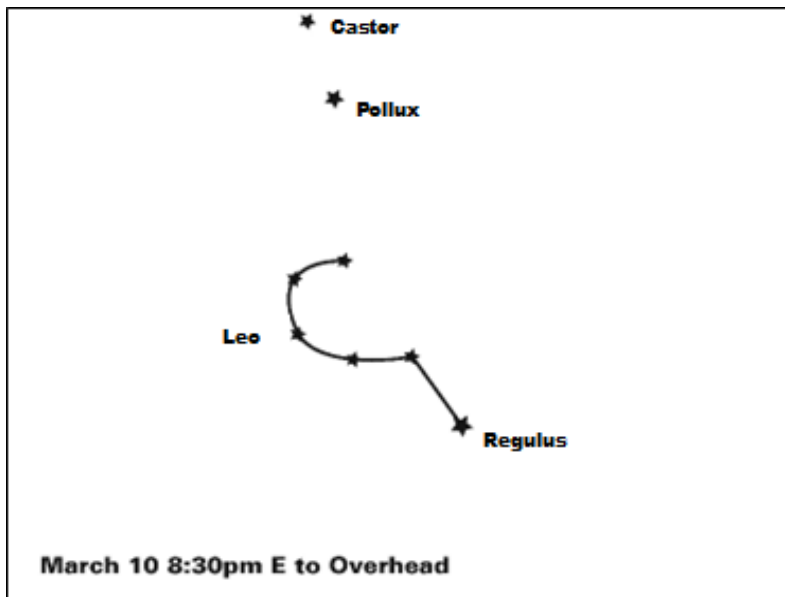 Castor
Pollux
Leo
Regulus
March 10 8:30pm E to Overhead